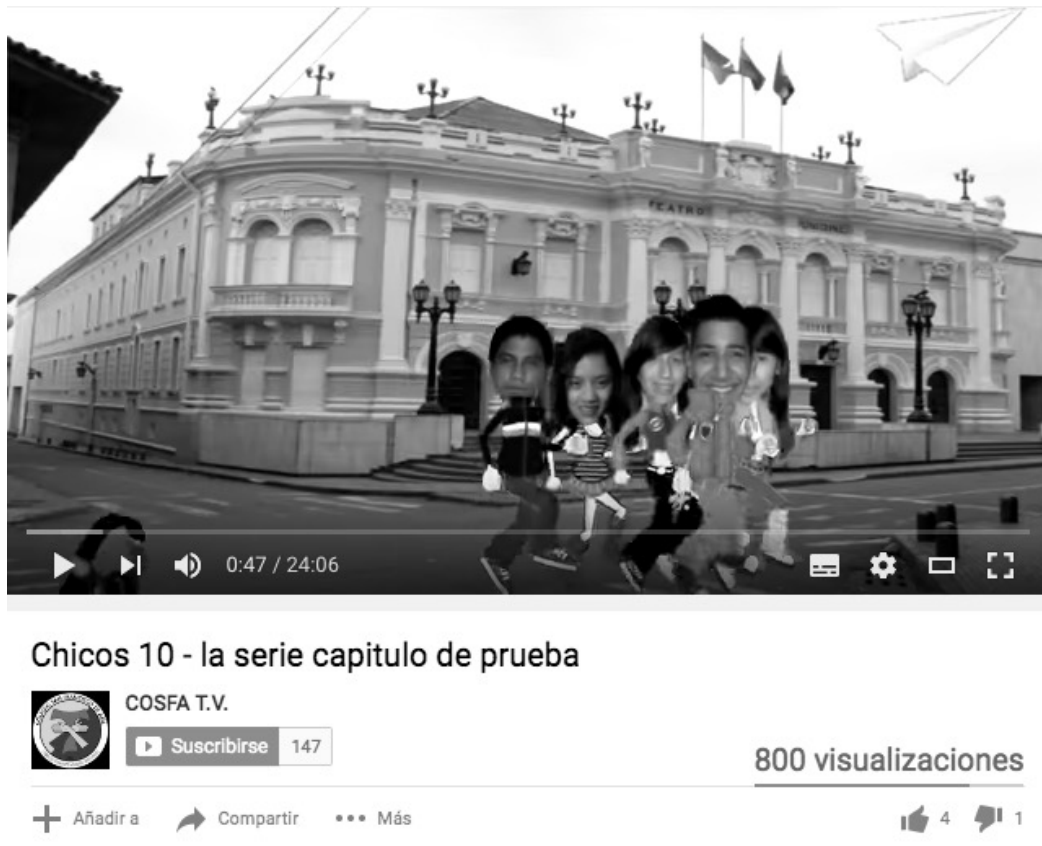 TEATRO
0:47 / 24:06
Chicos 10 - la serie capitulo de prueba
COSFA T.V.
Suscribirse 147
800 visualizaciones
Añadir a Compartir Más 4 1